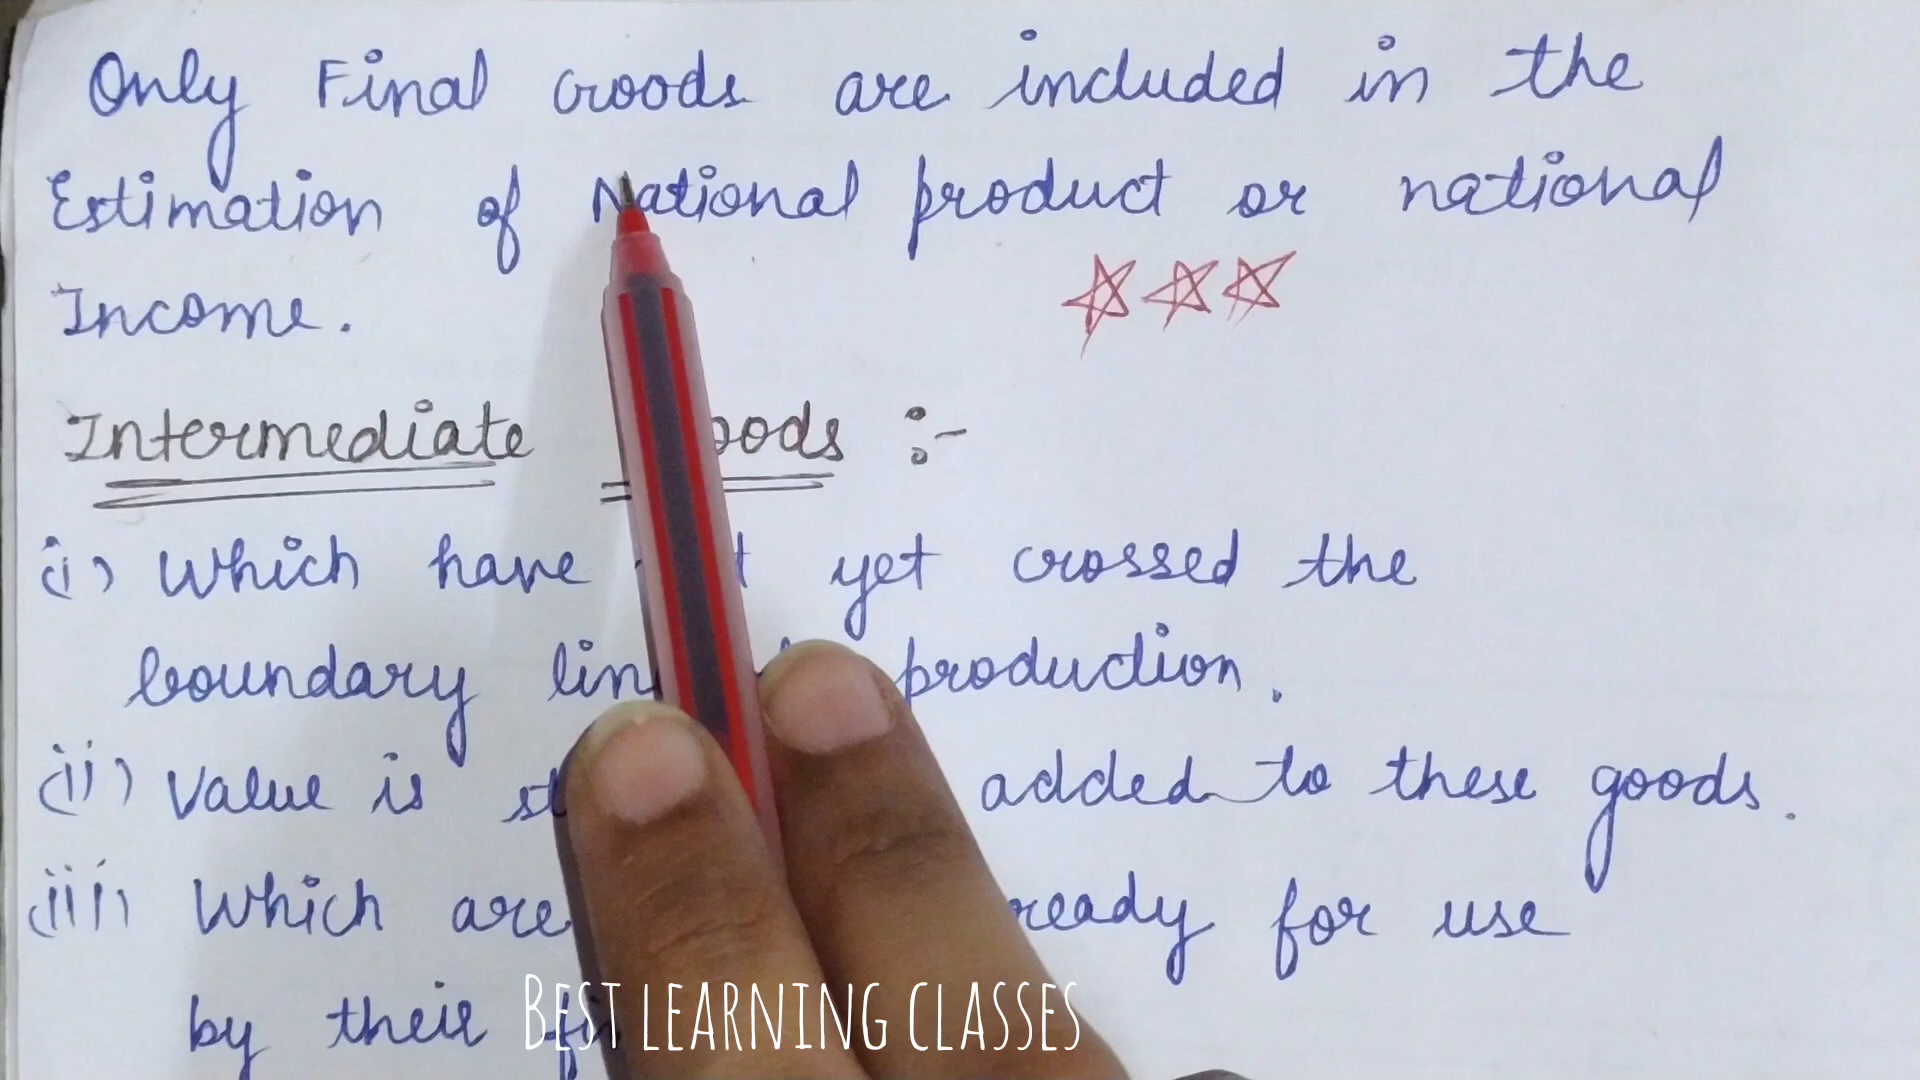 Only Final Goods are included in the
Estimation of National product or national
Income.
Intermediate oods :-
(i) Which have yet crossed the
boundary lin production.
(ii) Value is st added to these goods.
(iii) Which are ready for use
by their fi
Best learning classes